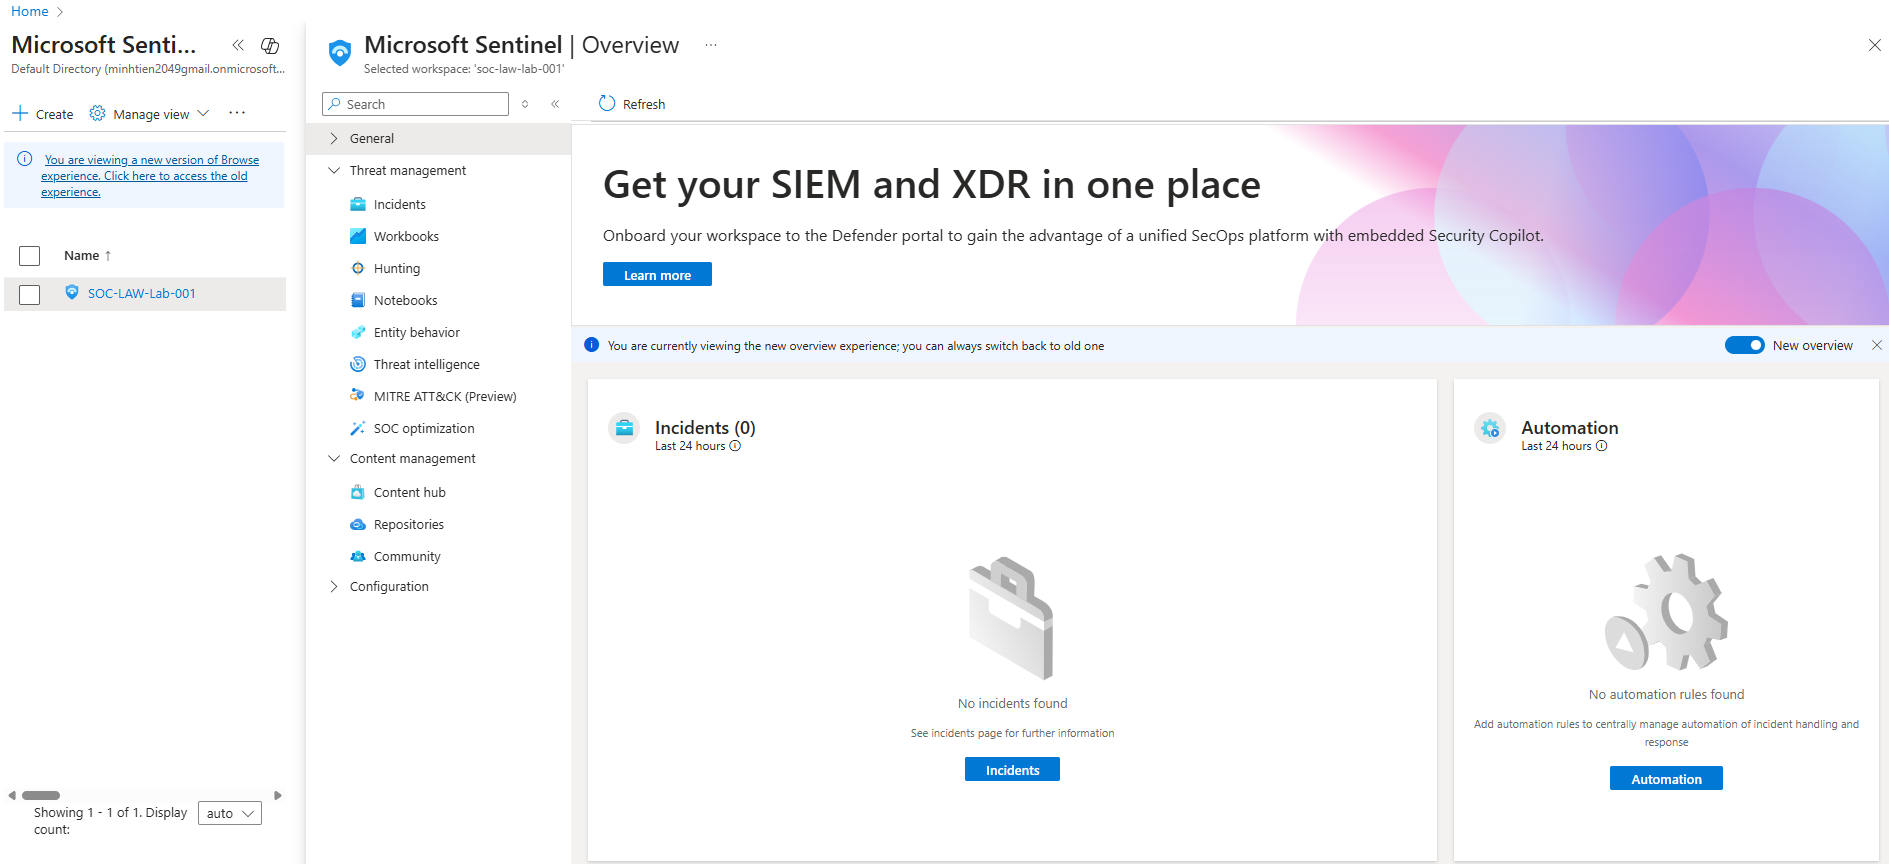 Home
Microsoft Senti...
Default Directory (minhtien2049gmail.onmicrosoft...
Create
Manage view
...
You are viewing a new version of Browse
experience. Click here to access the old
experience.
Name ↑
SOC-LAW-Lab-001
Showing 1 - 1 of 1. Display
count:
auto
Microsoft Sentinel | Overview
...
Selected workspace: 'soc-law-lab-001'
Search
General
Threat management
Incidents
Workbooks
Hunting
Notebooks
Entity behavior
Threat intelligence
MITRE ATT&CK (Preview)
SOC optimization
Content management
Content hub
Repositories
Community
Configuration
Refresh
Get your SIEM and XDR in one place
Onboard your workspace to the Defender portal to gain the advantage of a unified SecOps platform with embedded Security Copilot.
Learn more
You are currently viewing the new overview experience; you can always switch back to old one
New overview
Incidents (0)
Last 24 hours
No incidents found
See incidents page for further information
Incidents
Automation
Last 24 hours
No automation rules found
Add automation rules to centrally manage automation of incident handling and
response
Automation